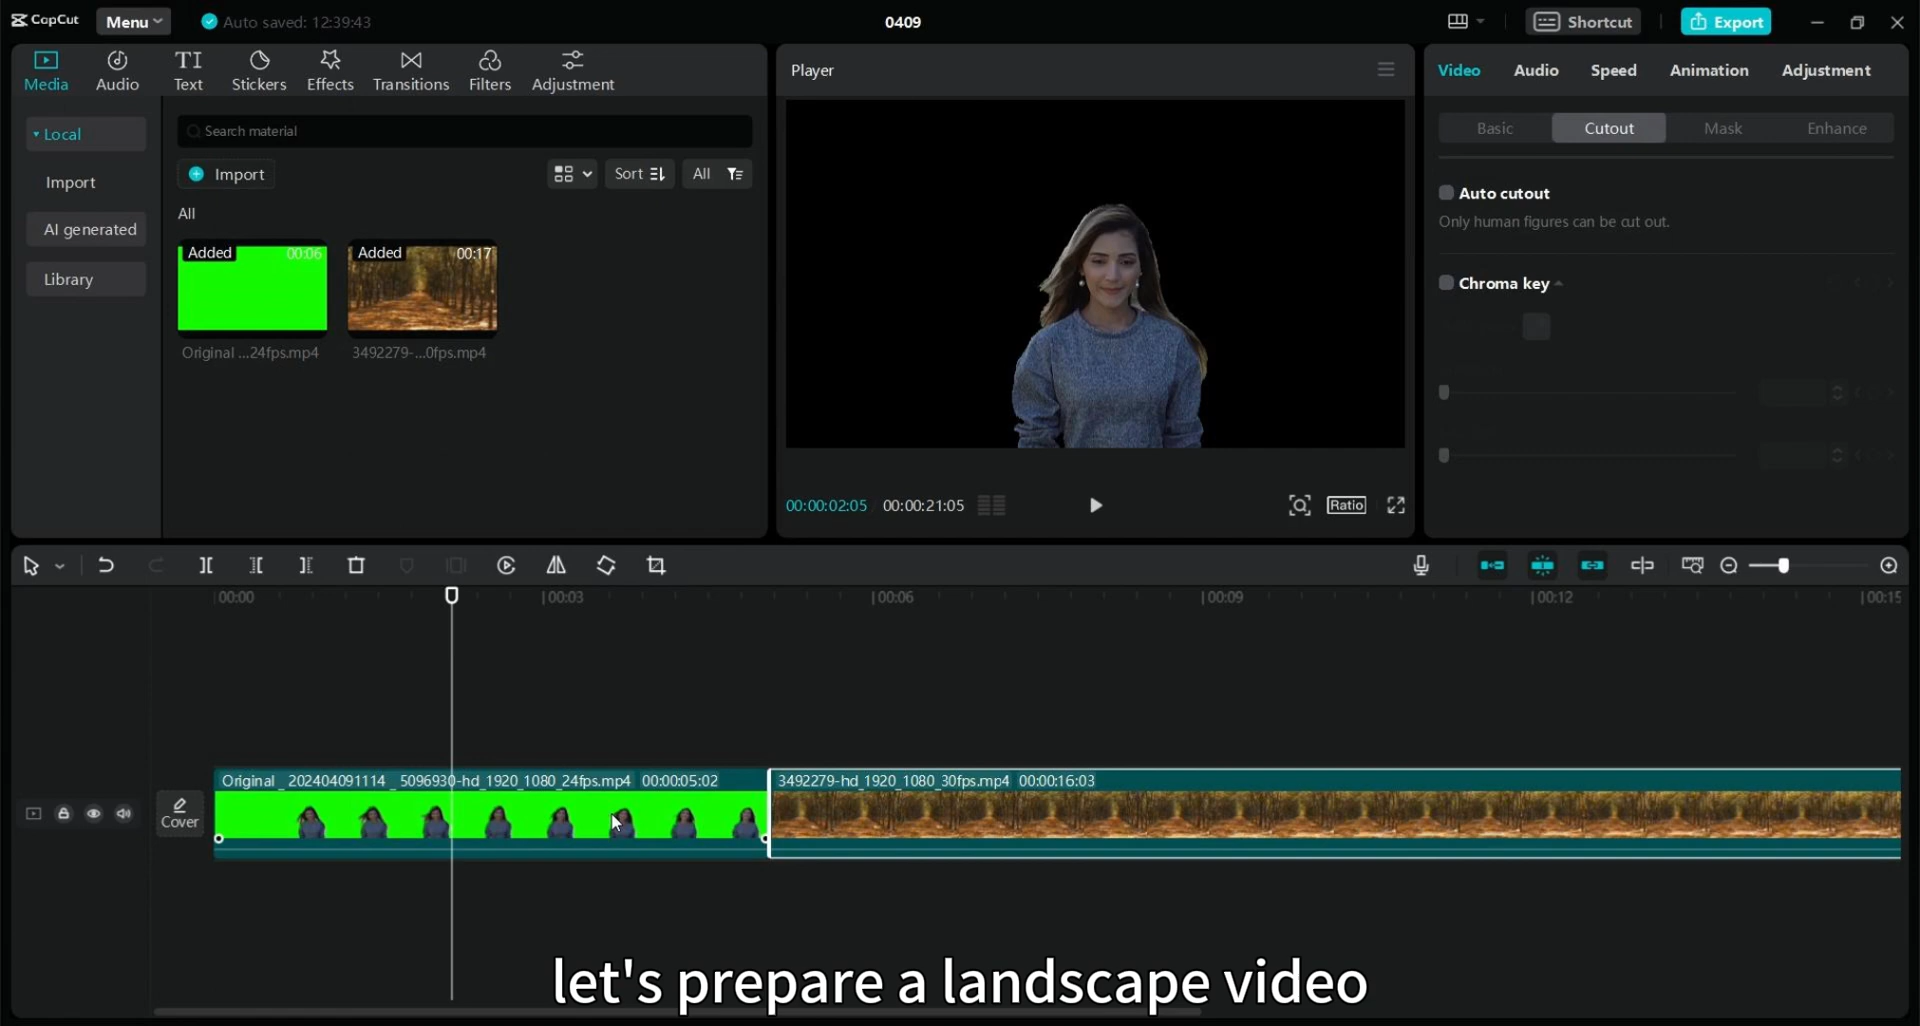 CapCut
Menu
Auto saved: 12:39:43
0409
Shortcut
Export
Media
Audio
TI
Text
Stickers
Effects
Transitions
Filters
Adjustment
Local
Import
AI generated
Library
Search material
Import
Sort
All
All
Added 00:06
Original ...24fps.mp4
Added 00:17
3492279-...0fps.mp4
Player
00:00:02:05
00:00:21:05
Ratio
Video
Audio
Speed
Animation
Adjustment
Basic
Cutout
Mask
Enhance
Auto cutout
Only human figures can be cut out.
Chroma key
00:00
00:03
00:06
00:09
00:12
00:15
Cover
Original _ 202404091114 _ 5096930-hd_1920_1080_24fps.mp4 00:00:05:02
3492279-hd_1920_1080_30fps.mp4 00:00:16:03
let's prepare a landscape video